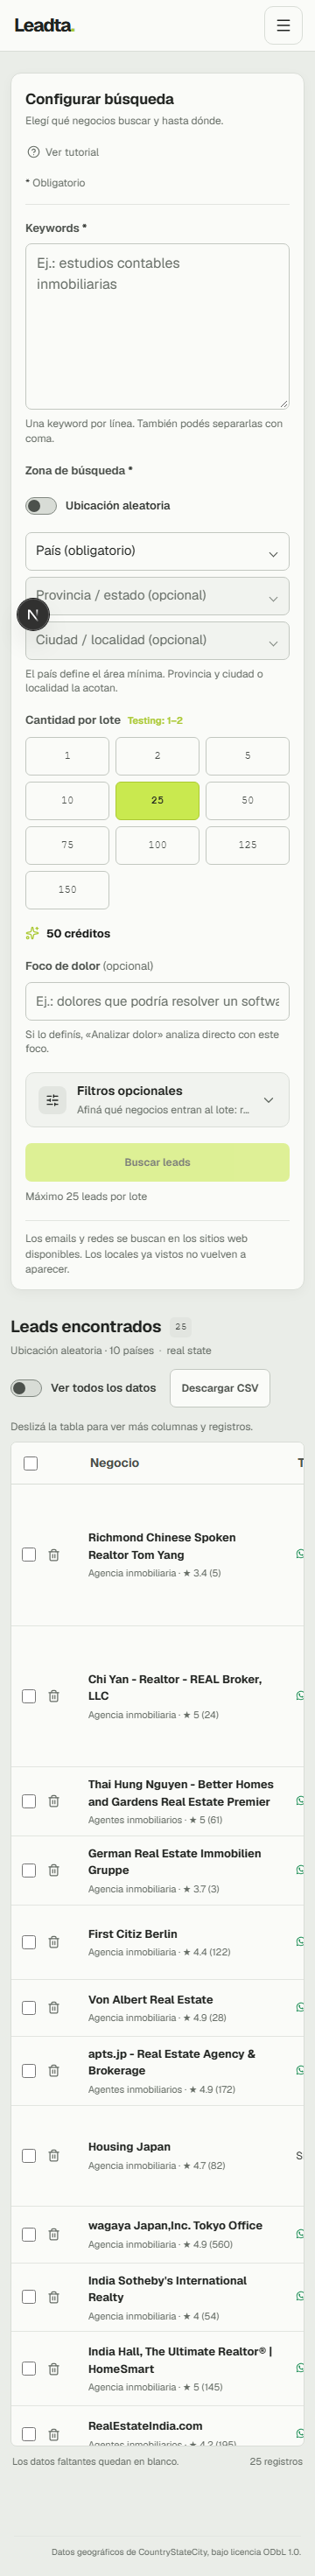 Leadta.
Configurar búsqueda
Elegí qué negocios buscar y hasta dónde.
Ver tutorial
* Obligatorio
Keywords *
Ej.: estudios contables
inmobiliarias
Una keyword por línea. También podés separarlas con
coma.
Zona de búsqueda *
Ubicación aleatoria
País (obligatorio)
Provincia / estado (opcional)
N
Ciudad / localidad (opcional)
El país define el área mínima. Provincia y ciudad o
localidad la acotan.
Cantidad por lote Testing: 1–2
1 2 5
10 25 50
75 100 125
150
50 créditos
Foco de dolor (opcional)
Ej.: dolores que podría resolver un softwa
Si lo definís, «Analizar dolor» analiza directo con este
foco.
Filtros opcionales
Afiná qué negocios entran al lote: r...
Buscar leads
Máximo 25 leads por lote
Los emails y redes se buscan en los sitios web
disponibles. Los locales ya vistos no vuelven a
aparecer.
Leads encontrados 25
Ubicación aleatoria · 10 países · real state
Ver todos los datos Descargar CSV
Deslizá la tabla para ver más columnas y registros.
Negocio T
Richmond Chinese Spoken
Realtor Tom Yang
Agencia inmobiliaria · ★ 3.4 (5)
Chi Yan - Realtor - REAL Broker,
LLC
Agencia inmobiliaria · ★ 5 (24)
Thai Hung Nguyen - Better Homes
and Gardens Real Estate Premier
Agentes inmobiliarios · ★ 5 (61)
German Real Estate Immobilien
Gruppe
Agencia inmobiliaria · ★ 3.7 (3)
First Citiz Berlin
Agencia inmobiliaria · ★ 4.4 (122)
Von Albert Real Estate
Agencia inmobiliaria · ★ 4.9 (28)
apts.jp - Real Estate Agency &
Brokerage
Agentes inmobiliarios · ★ 4.9 (172)
Housing Japan
Agencia inmobiliaria · ★ 4.7 (82)
wagaya Japan,Inc. Tokyo Office
Agencia inmobiliaria · ★ 4.9 (560)
India Sotheby's International
Realty
Agencia inmobiliaria · ★ 4 (54)
India Hall, The Ultimate Realtor® |
HomeSmart
Agencia inmobiliaria · ★ 5 (145)
RealEstateIndia.com
Agencia inmobiliaria · ★ 4.2 (195)
Los datos faltantes quedan en blanco. 25 registros
Datos geográficos de CountryStateCity, bajo licencia ODbL 1.0.